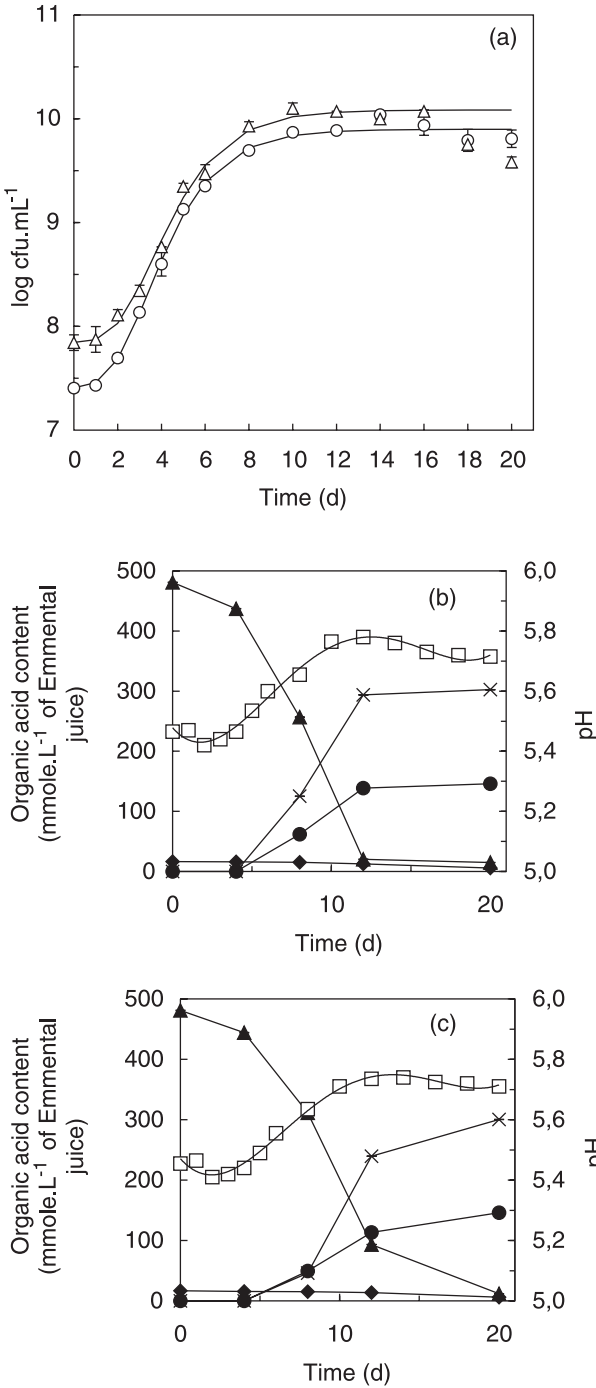 (a)
11
10
9
8
7
log cfu.mL⁻¹
0 2 4 6 8 10 12 14 16 18 20
Time (d)
(b)
500
400
300
200
100
0
Organic acid content
(mmole.L⁻¹ of Emmental
juice)
6,0
5,8
5,6
5,4
5,2
5,0
pH
0 10 20
Time (d)
(c)
500
400
300
200
100
0
Organic acid content
(mmole.L⁻¹ of Emmental
juice)
6,0
5,8
5,6
5,4
5,2
5,0
pH
0 10 20
Time (d)